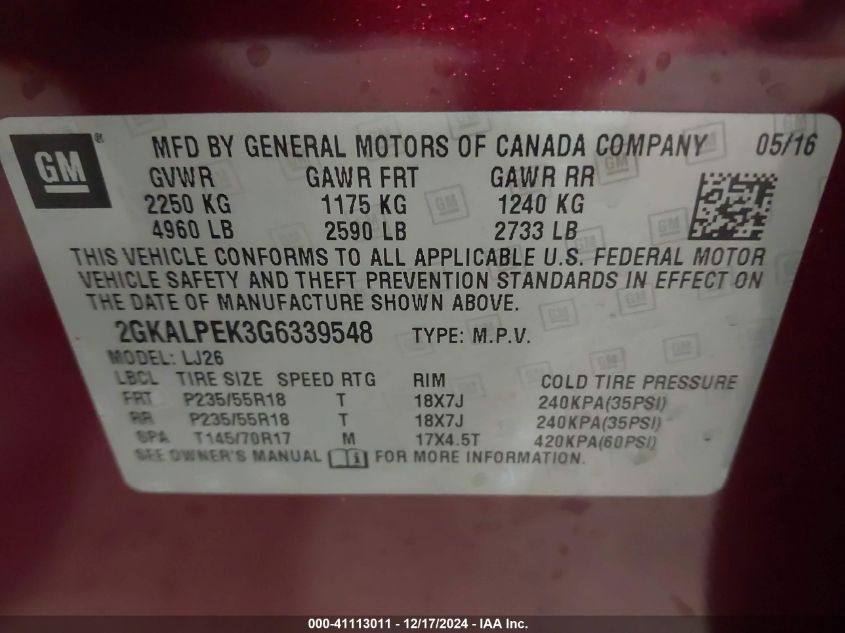 GM ® MFD BY GENERAL MOTORS OF CANADA COMPANY 05/16
GVWR GAWR FRT GAWR RR
2250 KG 1175 KG 1240 KG
4960 LB 2590 LB 2733 LB
THIS VEHICLE CONFORMS TO ALL APPLICABLE U.S. FEDERAL MOTOR
VEHICLE SAFETY AND THEFT PREVENTION STANDARDS IN EFFECT ON
THE DATE OF MANUFACTURE SHOWN ABOVE.
2GKALPEK3G6339548 TYPE: M.P.V.
MODEL: LJ26
LBCL TIRE SIZE SPEED RTG RIM COLD TIRE PRESSURE
FRT P235/55R18 T 18X7J 240KPA(35PSI)
RR P235/55R18 T 18X7J 240KPA(35PSI)
SPA T145/70R17 M 17X4.5T 420KPA(60PSI)
SEE OWNER'S MANUAL FOR MORE INFORMATION.
000-41113011 - 12/17/2024 - IAA Inc.